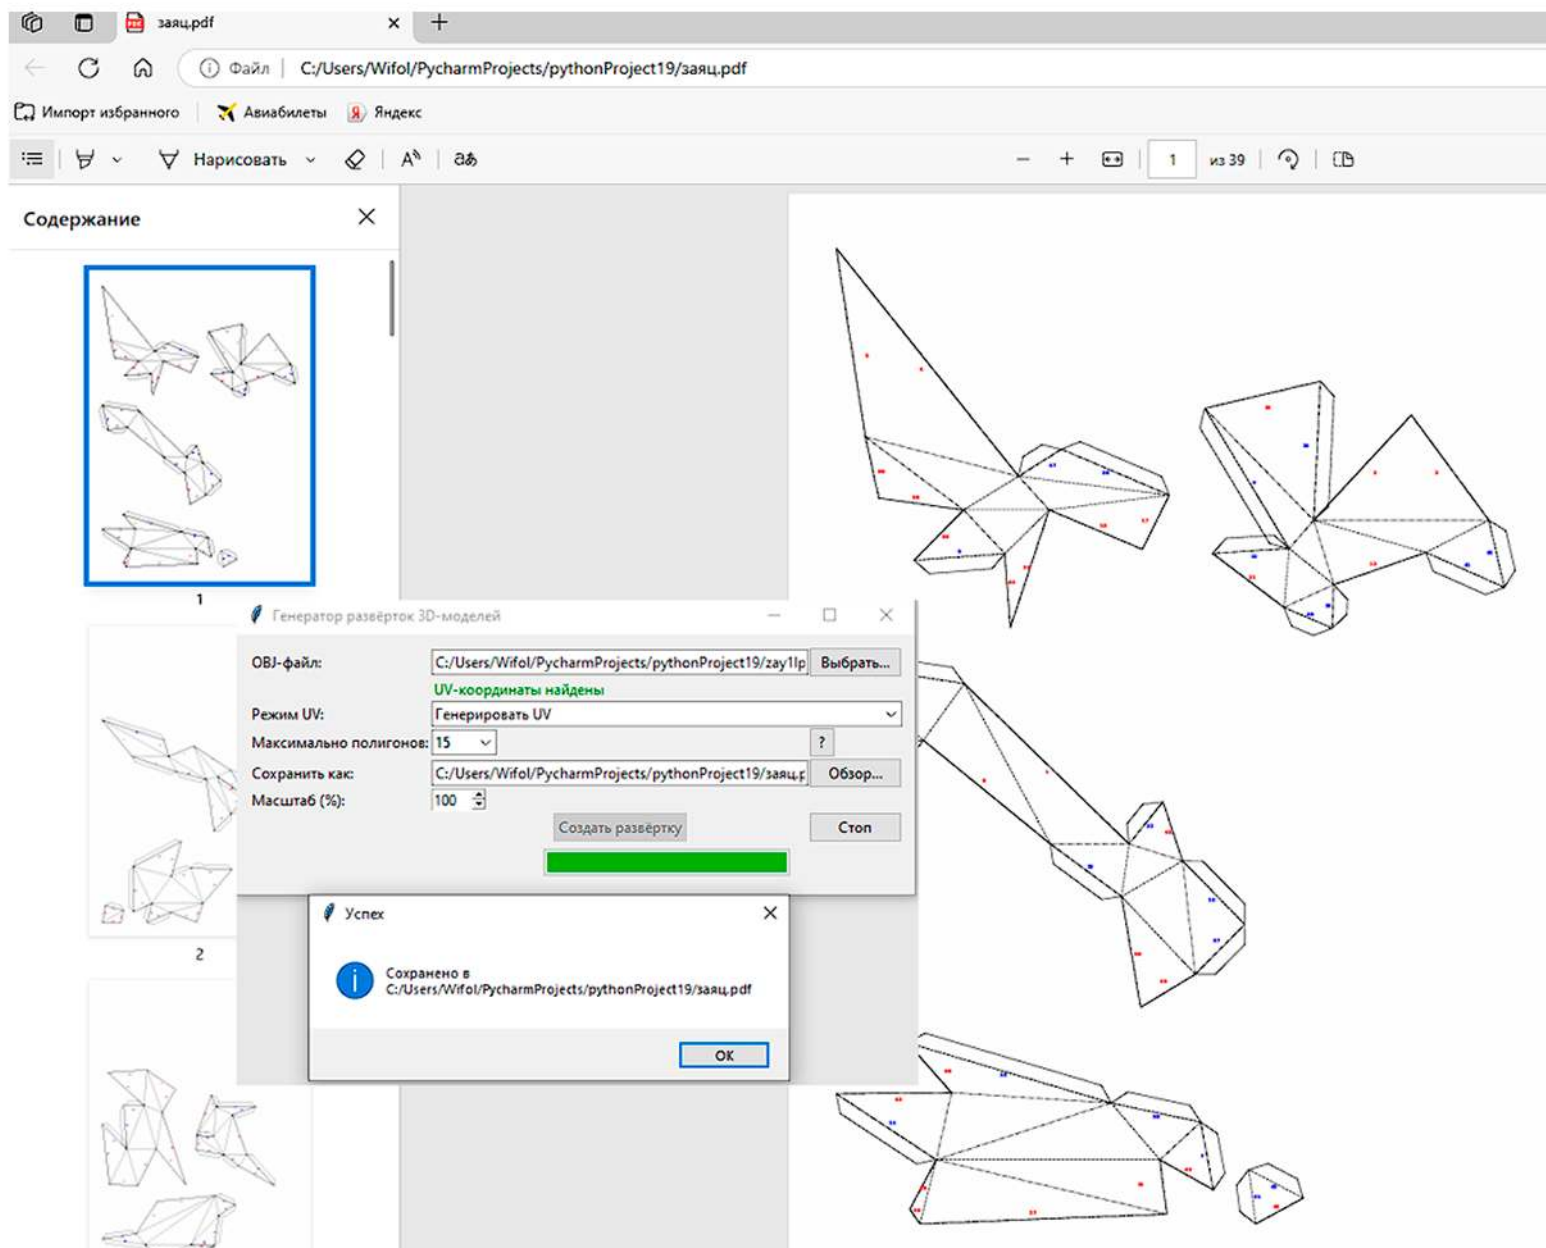 заяц.pdf
Файл C:/Users/Wifol/PycharmProjects/pythonProject19/заяц.pdf
Импорт избранного Авиабилеты Я Яндекс
Нарисовать A aあ 1 из 39
Содержание
1
Генератор развёрток 3D-моделей
OBJ-файл: C:/Users/Wifol/PycharmProjects/pythonProject19/zay1lp Выбрать...
UV-координаты найдены
Режим UV: Генерировать UV
Максимально полигонов: 15 ?
Сохранить как: C:/Users/Wifol/PycharmProjects/pythonProject19/заяц.p Обзор...
Масштаб (%): 100
Создать развёртку Стоп
Успех
2
Сохранено в
C:/Users/Wifol/PycharmProjects/pythonProject19/заяц.pdf
OK